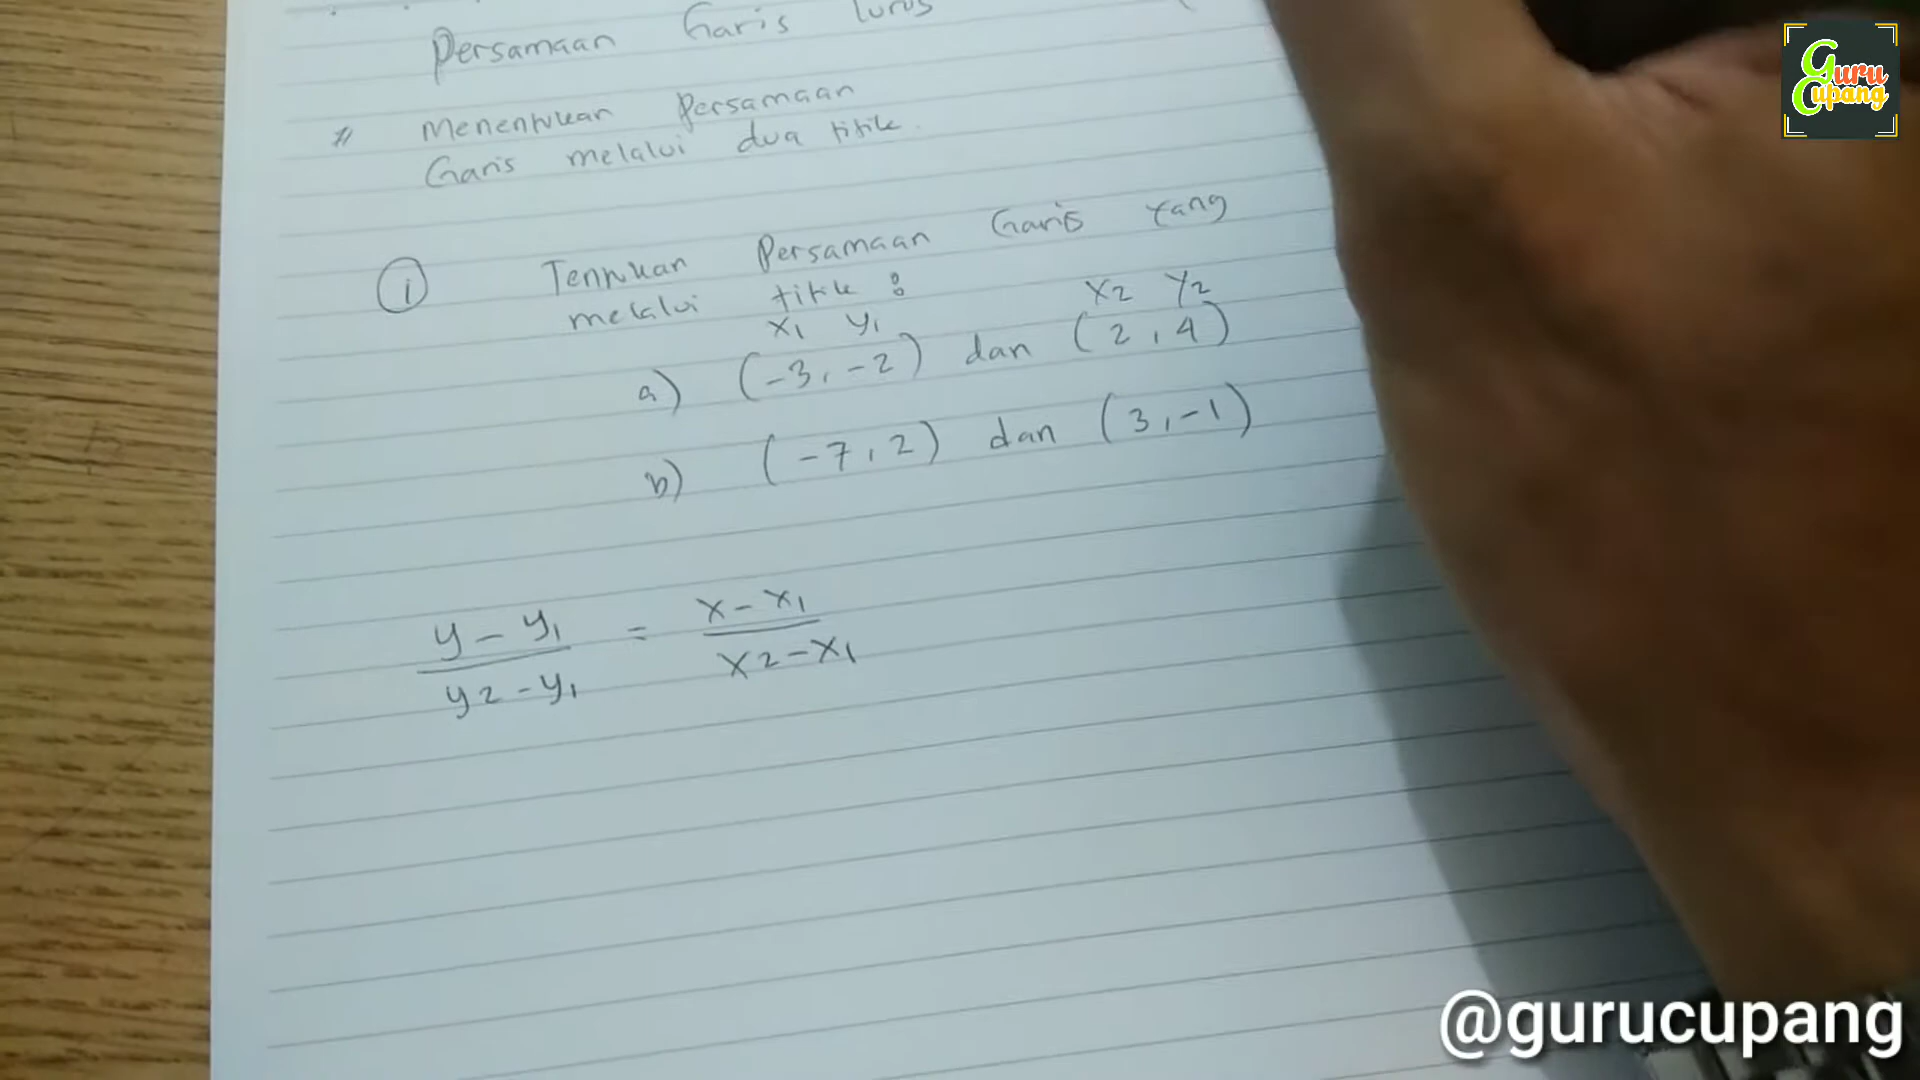 Persamaan Garis lurus
# Menentukan Persamaan
Garis melalui dua titik.
1 Tentukan Persamaan Garis Yang
melalui titik :
x1 y1 x2 y2
a) (-3, -2) dan (2, 4)
b) (-7, 2) dan (3, -1)
y - y1 / y2 - y1 = x - x1 / x2 - x1
Guru
Cupang
@gurucupang